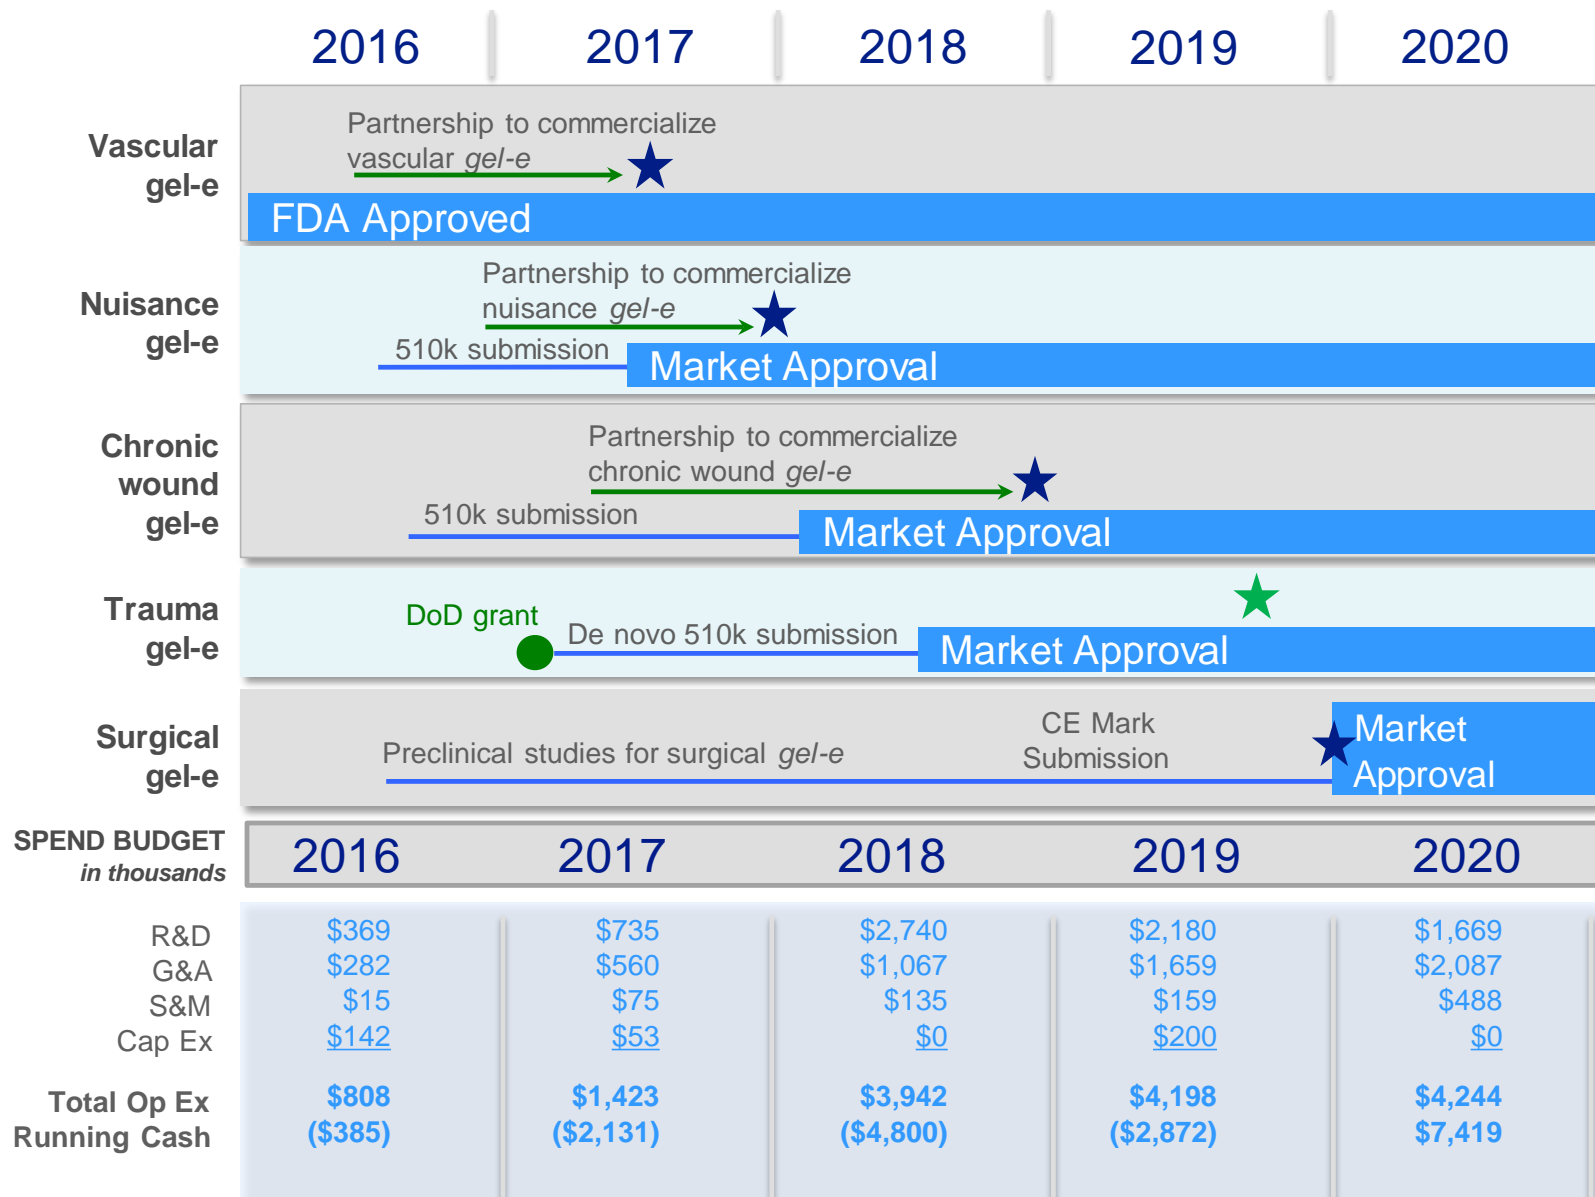 2016 2017 2018 2019 2020
Vascular
gel-e
Partnership to commercialize
vascular gel-e
FDA Approved
Nuisance
gel-e
Partnership to commercialize
nuisance gel-e
510k submission
Market Approval
Chronic
wound
gel-e
Partnership to commercialize
chronic wound gel-e
510k submission
Market Approval
Trauma
gel-e
DoD grant
De novo 510k submission
Market Approval
Surgical
gel-e
Preclinical studies for surgical gel-e
CE Mark
Submission
Market
Approval
SPEND BUDGET
in thousands
2016 2017 2018 2019 2020
R&D $369 $735 $2,740 $2,180 $1,669
G&A $282 $560 $1,067 $1,659 $2,087
S&M $15 $75 $135 $159 $488
Cap Ex $142 $53 $0 $200 $0
Total Op Ex $808 $1,423 $3,942 $4,198 $4,244
Running Cash ($385) ($2,131) ($4,800) ($2,872) $7,419